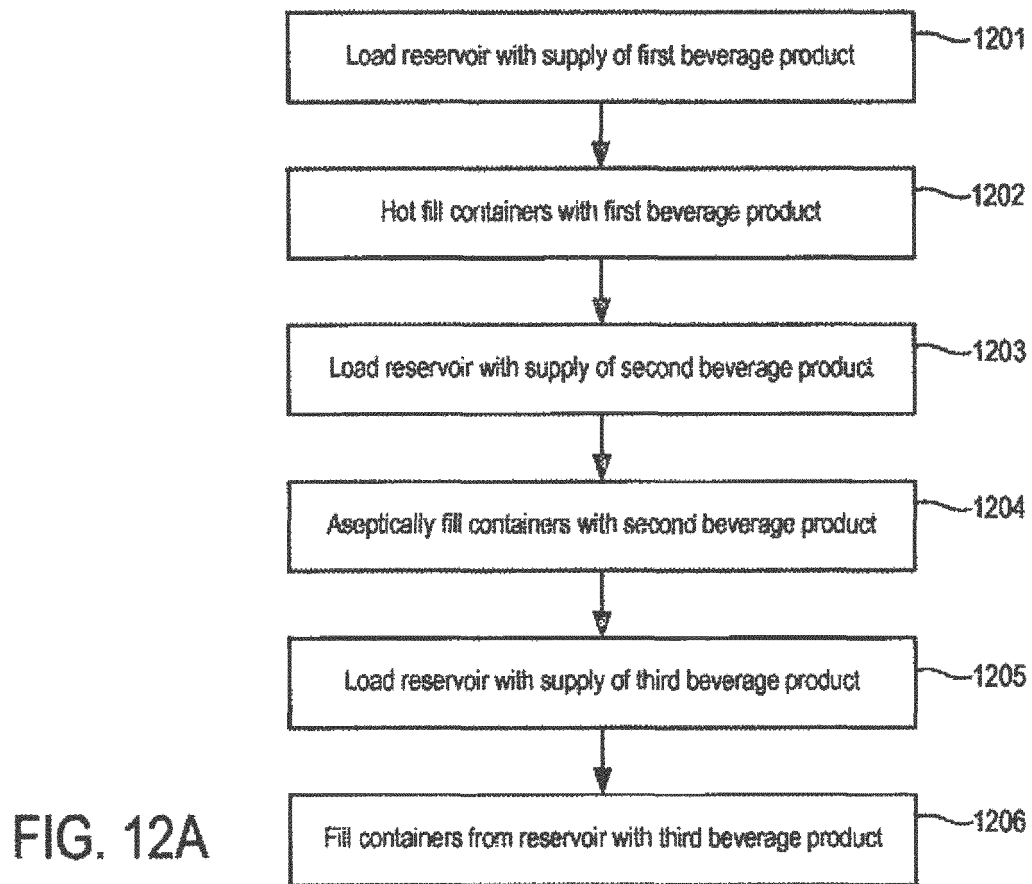 Load reservoir with supply of first beverage product 1201
Hot fill containers with first beverage product 1202
Load reservoir with supply of second beverage product 1203
Aseptically fill containers with second beverage product 1204
Load reservoir with supply of third beverage product 1205
Fill containers from reservoir with third beverage product 1206
FIG. 12A